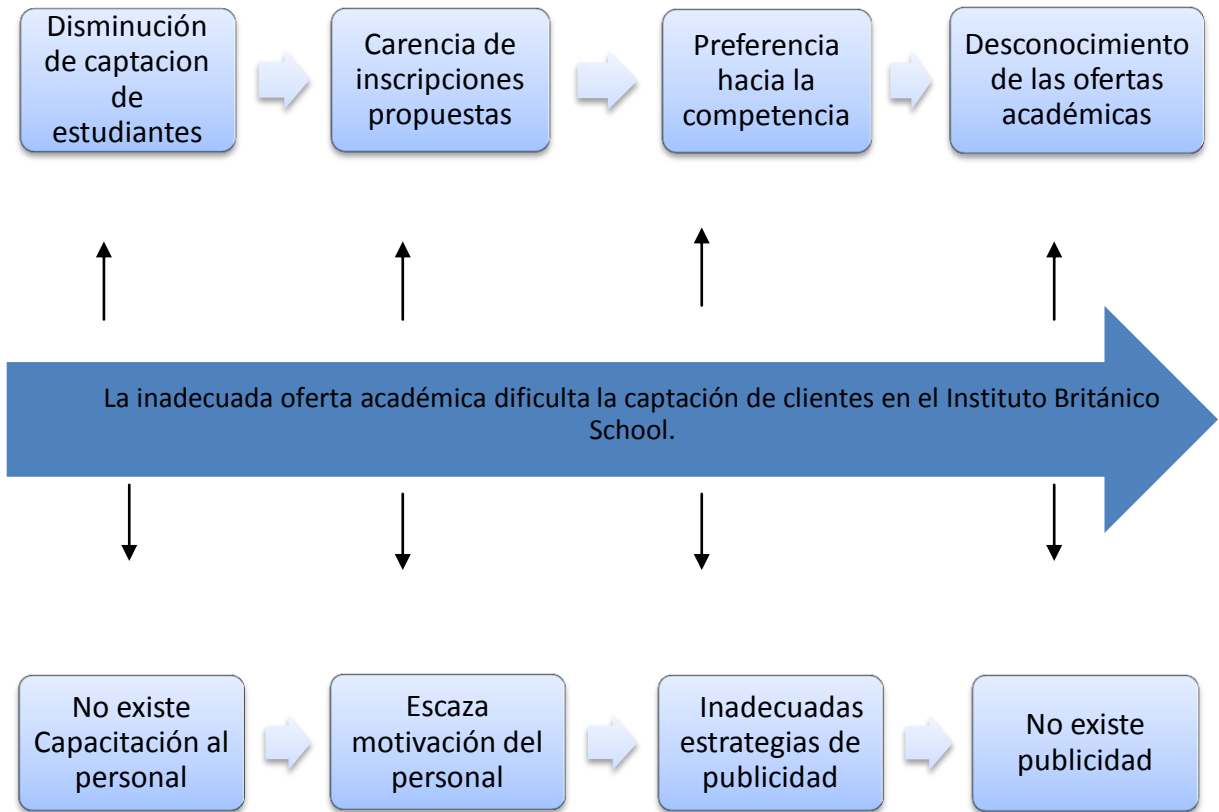 Disminución
de captacion
de
estudiantes
Carencia de
inscripciones
propuestas
Preferencia
hacia la
competencia
Desconocimiento
de las ofertas
académicas
La inadecuada oferta académica dificulta la captación de clientes en el Instituto Británico
School.
No existe
Capacitación al
personal
Escaza
motivación del
personal
Inadecuadas
estrategias de
publicidad
No existe
publicidad